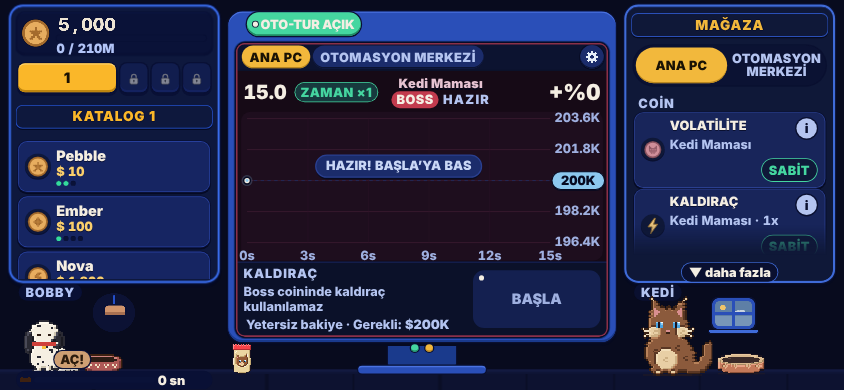 5,000
0 / 210M
1
KATALOG 1
Pebble
$ 10
Ember
$ 100
Nova
BOBBY
AÇ!
0 sn
OTO-TUR AÇIK
ANA PC
OTOMASYON MERKEZİ
15.0
ZAMAN ×1
Kedi Maması
BOSS HAZIR
+%0
203.6K
201.8K
HAZIR! BAŞLA'YA BAS
200K
198.2K
196.4K
0s 3s 6s 9s 12s 15s
KALDIRAÇ
Boss coininde kaldıraç
kullanılamaz
Yetersiz bakiye · Gerekli: $200K
BAŞLA
MAĞAZA
ANA PC
OTOMASYON
MERKEZİ
COİN
VOLATİLİTE
i
Kedi Maması
SABİT
KALDIRAÇ
i
Kedi Maması · 1x
SABİT
▼ daha fazla
KEDİ